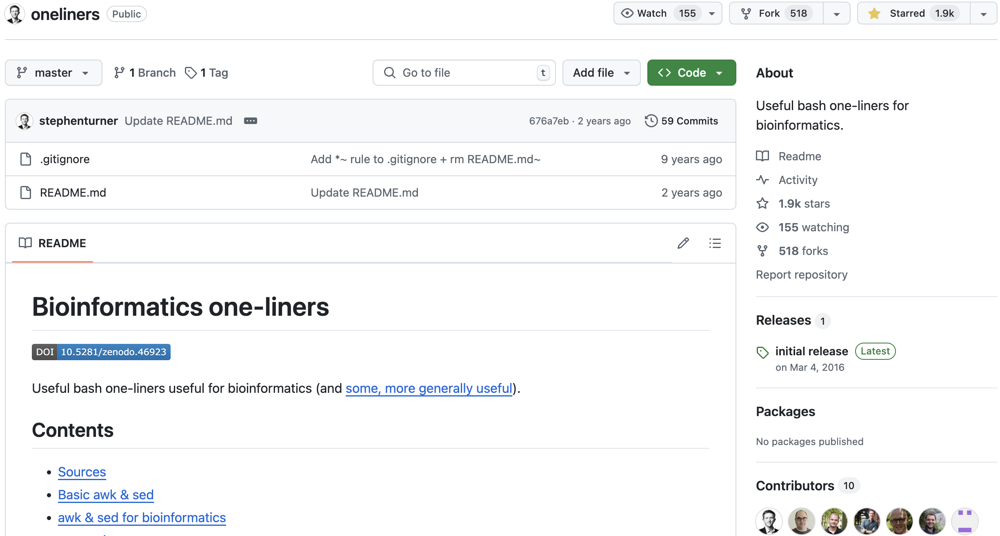 oneliners Public Watch 155 Fork 518 Starred 1.9k
master 1 Branch 1 Tag Go to file t Add file Code
stephenturner Update README.md 676a7eb · 2 years ago 59 Commits
.gitignore Add *~ rule to .gitignore + rm README.md~ 9 years ago
README.md Update README.md 2 years ago
README
Bioinformatics one-liners
DOI 10.5281/zenodo.46923
Useful bash one-liners useful for bioinformatics (and some, more generally useful).
Contents
• Sources
• Basic awk & sed
• awk & sed for bioinformatics
About
Useful bash one-liners for
bioinformatics.
Readme
Activity
1.9k stars
155 watching
518 forks
Report repository
Releases 1
initial release Latest
on Mar 4, 2016
Packages
No packages published
Contributors 10